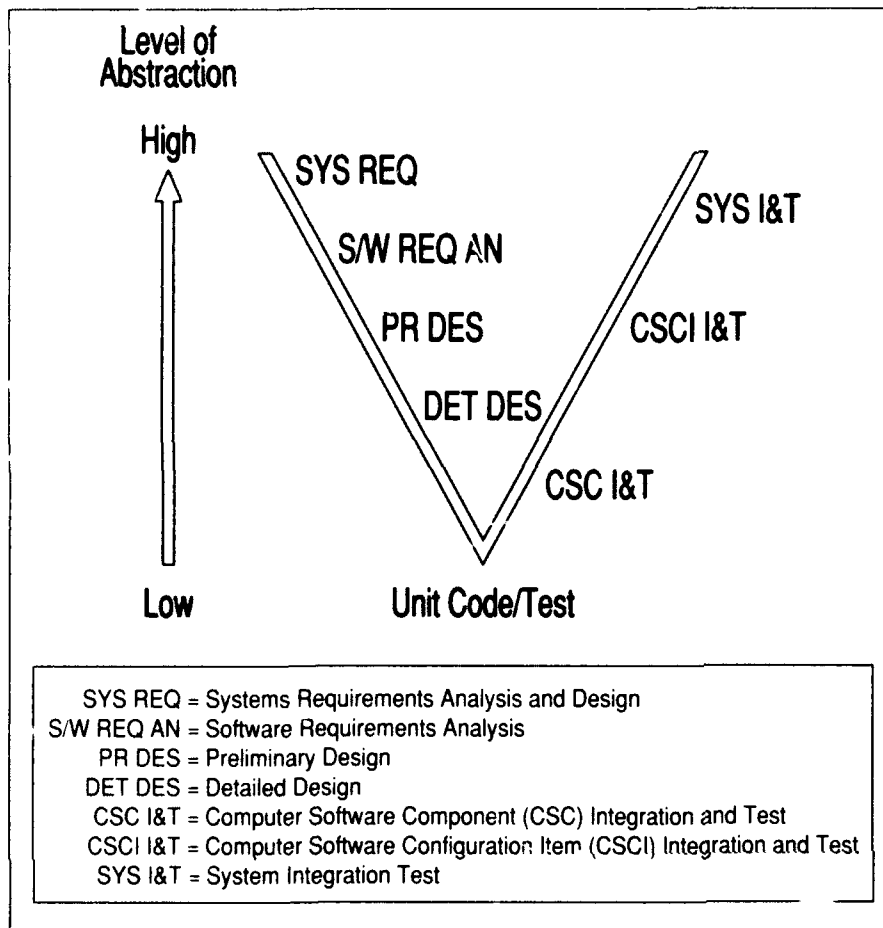 Level of
Abstraction
High
SYS REQ
SYS I&T
S/W REQ AN
PR DES
CSCI I&T
DET DES
CSC I&T
Low
Unit Code/Test
SYS REQ = Systems Requirements Analysis and Design
S/W REQ AN = Software Requirements Analysis
PR DES = Preliminary Design
DET DES = Detailed Design
CSC I&T = Computer Software Component (CSC) Integration and Test
CSCI I&T = Computer Software Configuration Item (CSCI) Integration and Test
SYS I&T = System Integration Test